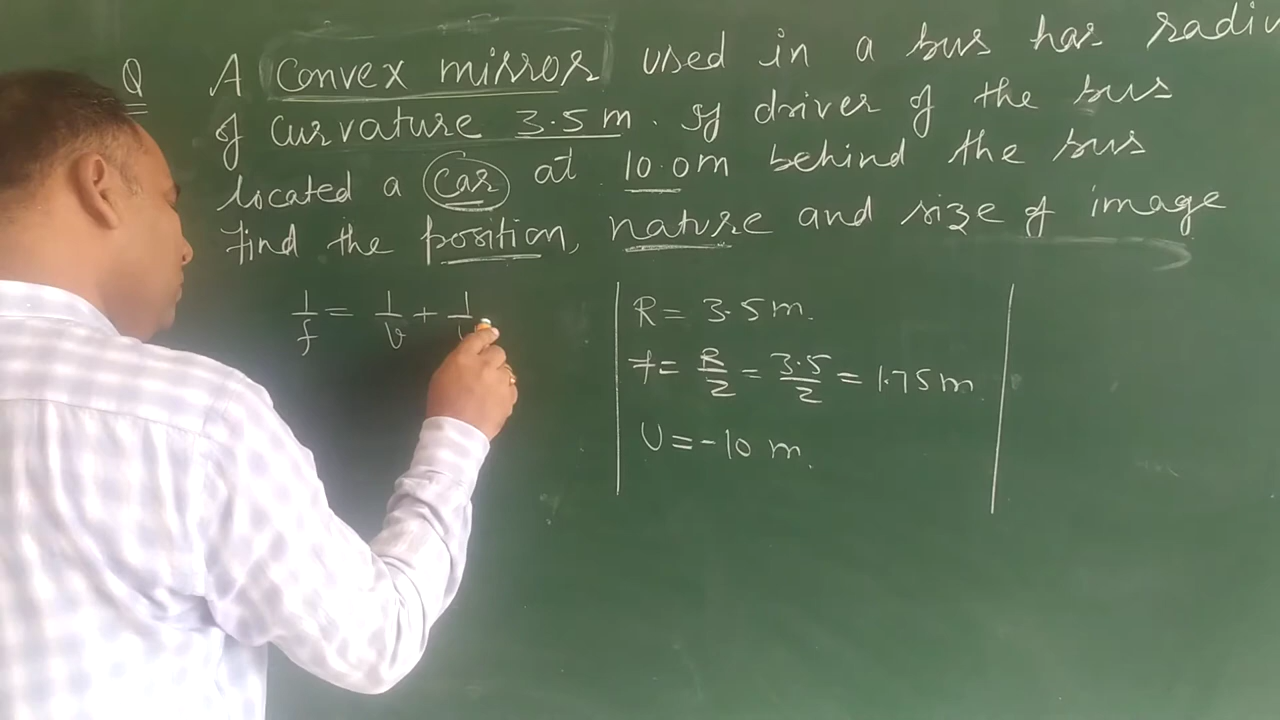 Q A convex mirror used in a bus has radiu
of curvature 3.5 m. If driver of the bus
located a car at 10.0m behind the bus
find the position, nature and size of image
1/f = 1/v + 1/
R = 3.5 m.
f = R/2 = 3.5/2 = 1.75 m
U = -10 m.